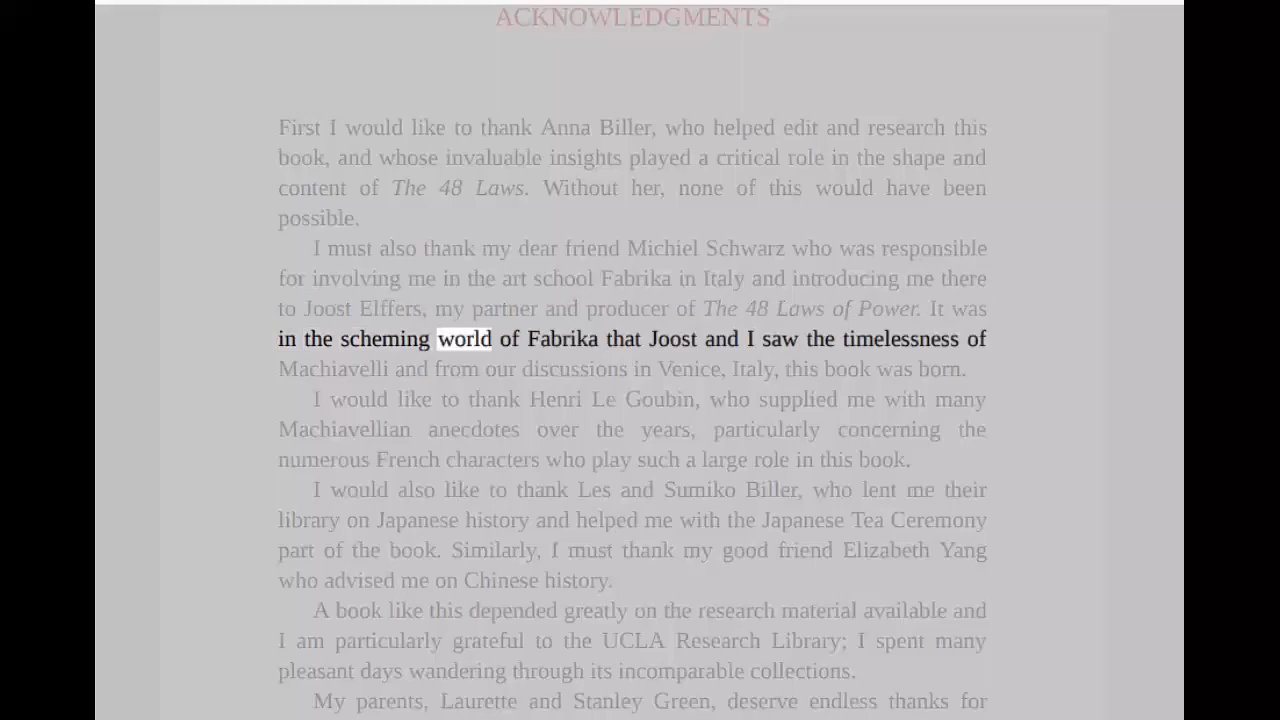 ACKNOWLEDGMENTS
First I would like to thank Anna Biller, who helped edit and research this
book, and whose invaluable insights played a critical role in the shape and
content of The 48 Laws. Without her, none of this would have been
possible.
I must also thank my dear friend Michiel Schwarz who was responsible
for involving me in the art school Fabrika in Italy and introducing me there
to Joost Elffers, my partner and producer of The 48 Laws of Power. It was
in the scheming world of Fabrika that Joost and I saw the timelessness of
Machiavelli and from our discussions in Venice, Italy, this book was born.
I would like to thank Henri Le Goubin, who supplied me with many
Machiavellian anecdotes over the years, particularly concerning the
numerous French characters who play such a large role in this book.
I would also like to thank Les and Sumiko Biller, who lent me their
library on Japanese history and helped me with the Japanese Tea Ceremony
part of the book. Similarly, I must thank my good friend Elizabeth Yang
who advised me on Chinese history.
A book like this depended greatly on the research material available and
I am particularly grateful to the UCLA Research Library; I spent many
pleasant days wandering through its incomparable collections.
My parents, Laurette and Stanley Green, deserve endless thanks for